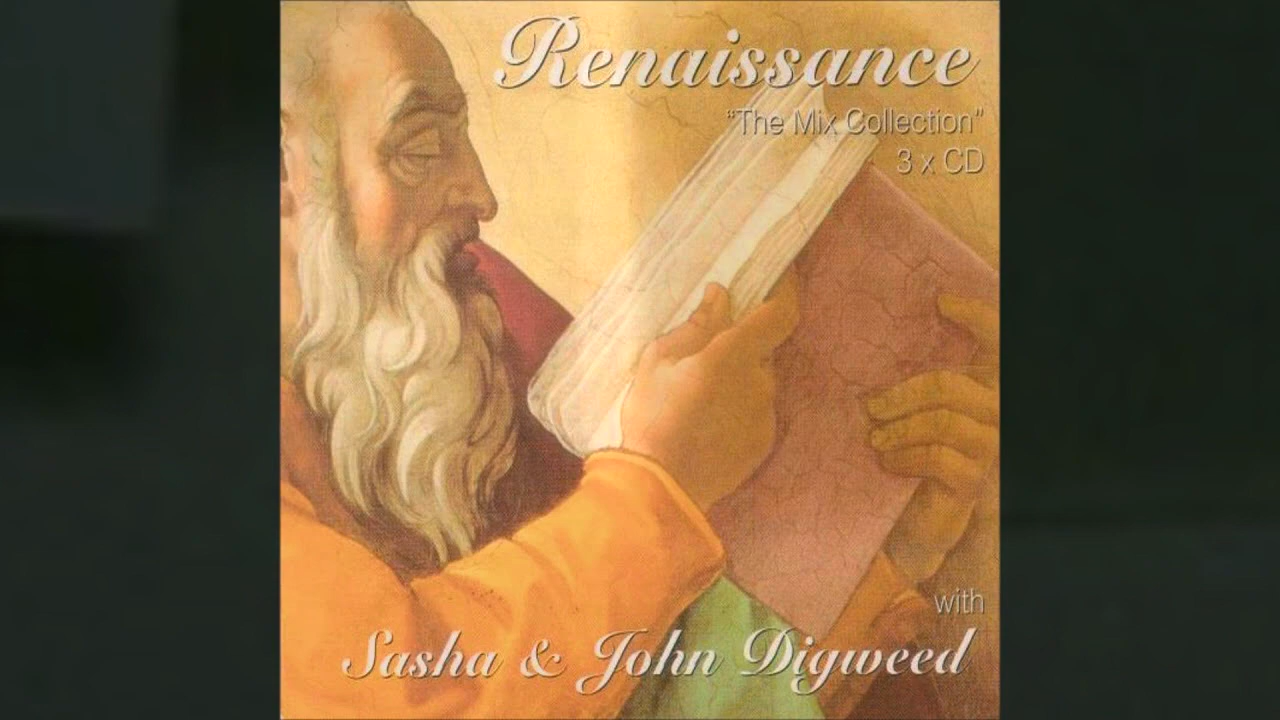 Renaissance
“The Mix Collection”
3 x CD
with
Sasha & John Digweed